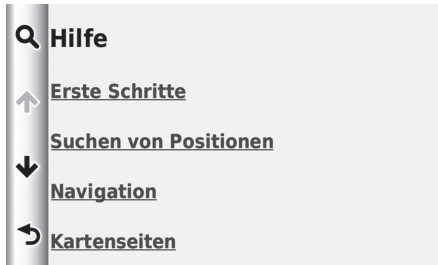 Hilfe
Erste Schritte
Suchen von Positionen
Navigation
Kartenseiten